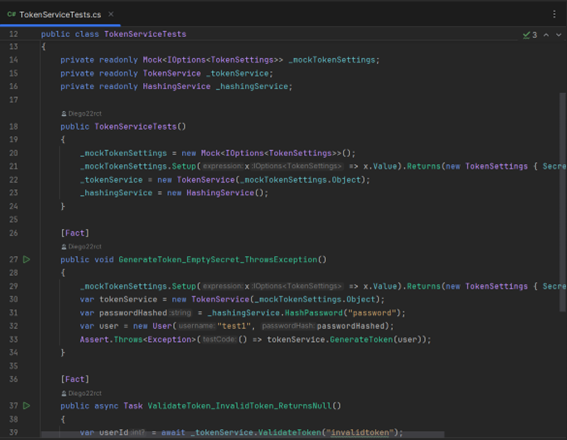 C# TokenServiceTests.cs ×
12 public class TokenServiceTests
3
13 {
14 private readonly Mock<IOptions<TokenSettings>> _mockTokenSettings;
15 private readonly TokenService _tokenService;
16 private readonly HashingService _hashingService;
17
Diego22rct
18 public TokenServiceTests()
19 {
20 _mockTokenSettings = new Mock<IOptions<TokenSettings>>();
21 _mockTokenSettings.Setup(expression: x:IOptions<TokenSettings> => x.Value).Returns(new TokenSettings { Secre
22 _tokenService = new TokenService(_mockTokenSettings.Object);
23 _hashingService = new HashingService();
24 }
25
26 [Fact]
Diego22rct
27 public void GenerateToken_EmptySecret_ThrowsException()
28 {
29 _mockTokenSettings.Setup(expression: x:IOptions<TokenSettings> => x.Value).Returns(new TokenSettings { Secre
30 var tokenService = new TokenService(_mockTokenSettings.Object);
31 var passwordHashed:string = _hashingService.HashPassword("password");
32 var user = new User(username:"test1", passwordHash:passwordHashed);
33 Assert.Throws<Exception>(testCode:() => tokenService.GenerateToken(user));
34 }
35
36 [Fact]
Diego22rct
37 public async Task ValidateToken_InvalidToken_ReturnsNull()
38 {
39 var userId:int? = await _tokenService.ValidateToken("invalidtoken");